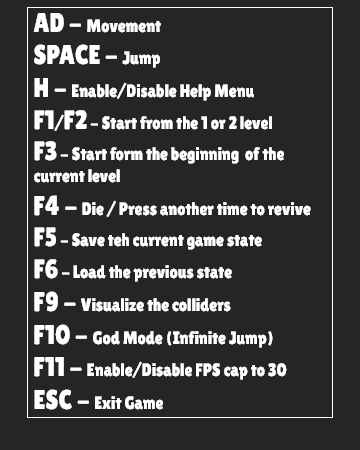 AD – Movement
SPACE – Jump
H – Enable/Disable Help Menu
F1/F2 – Start from the 1 or 2 level
F3 – Start form the beginning of the
current level
F4 – Die / Press another time to revive
F5 – Save teh current game state
F6 – Load the previous state
F9 – Visualize the colliders
F10 – God Mode (Infinite Jump)
F11 – Enable/Disable FPS cap to 30
ESC – Exit Game